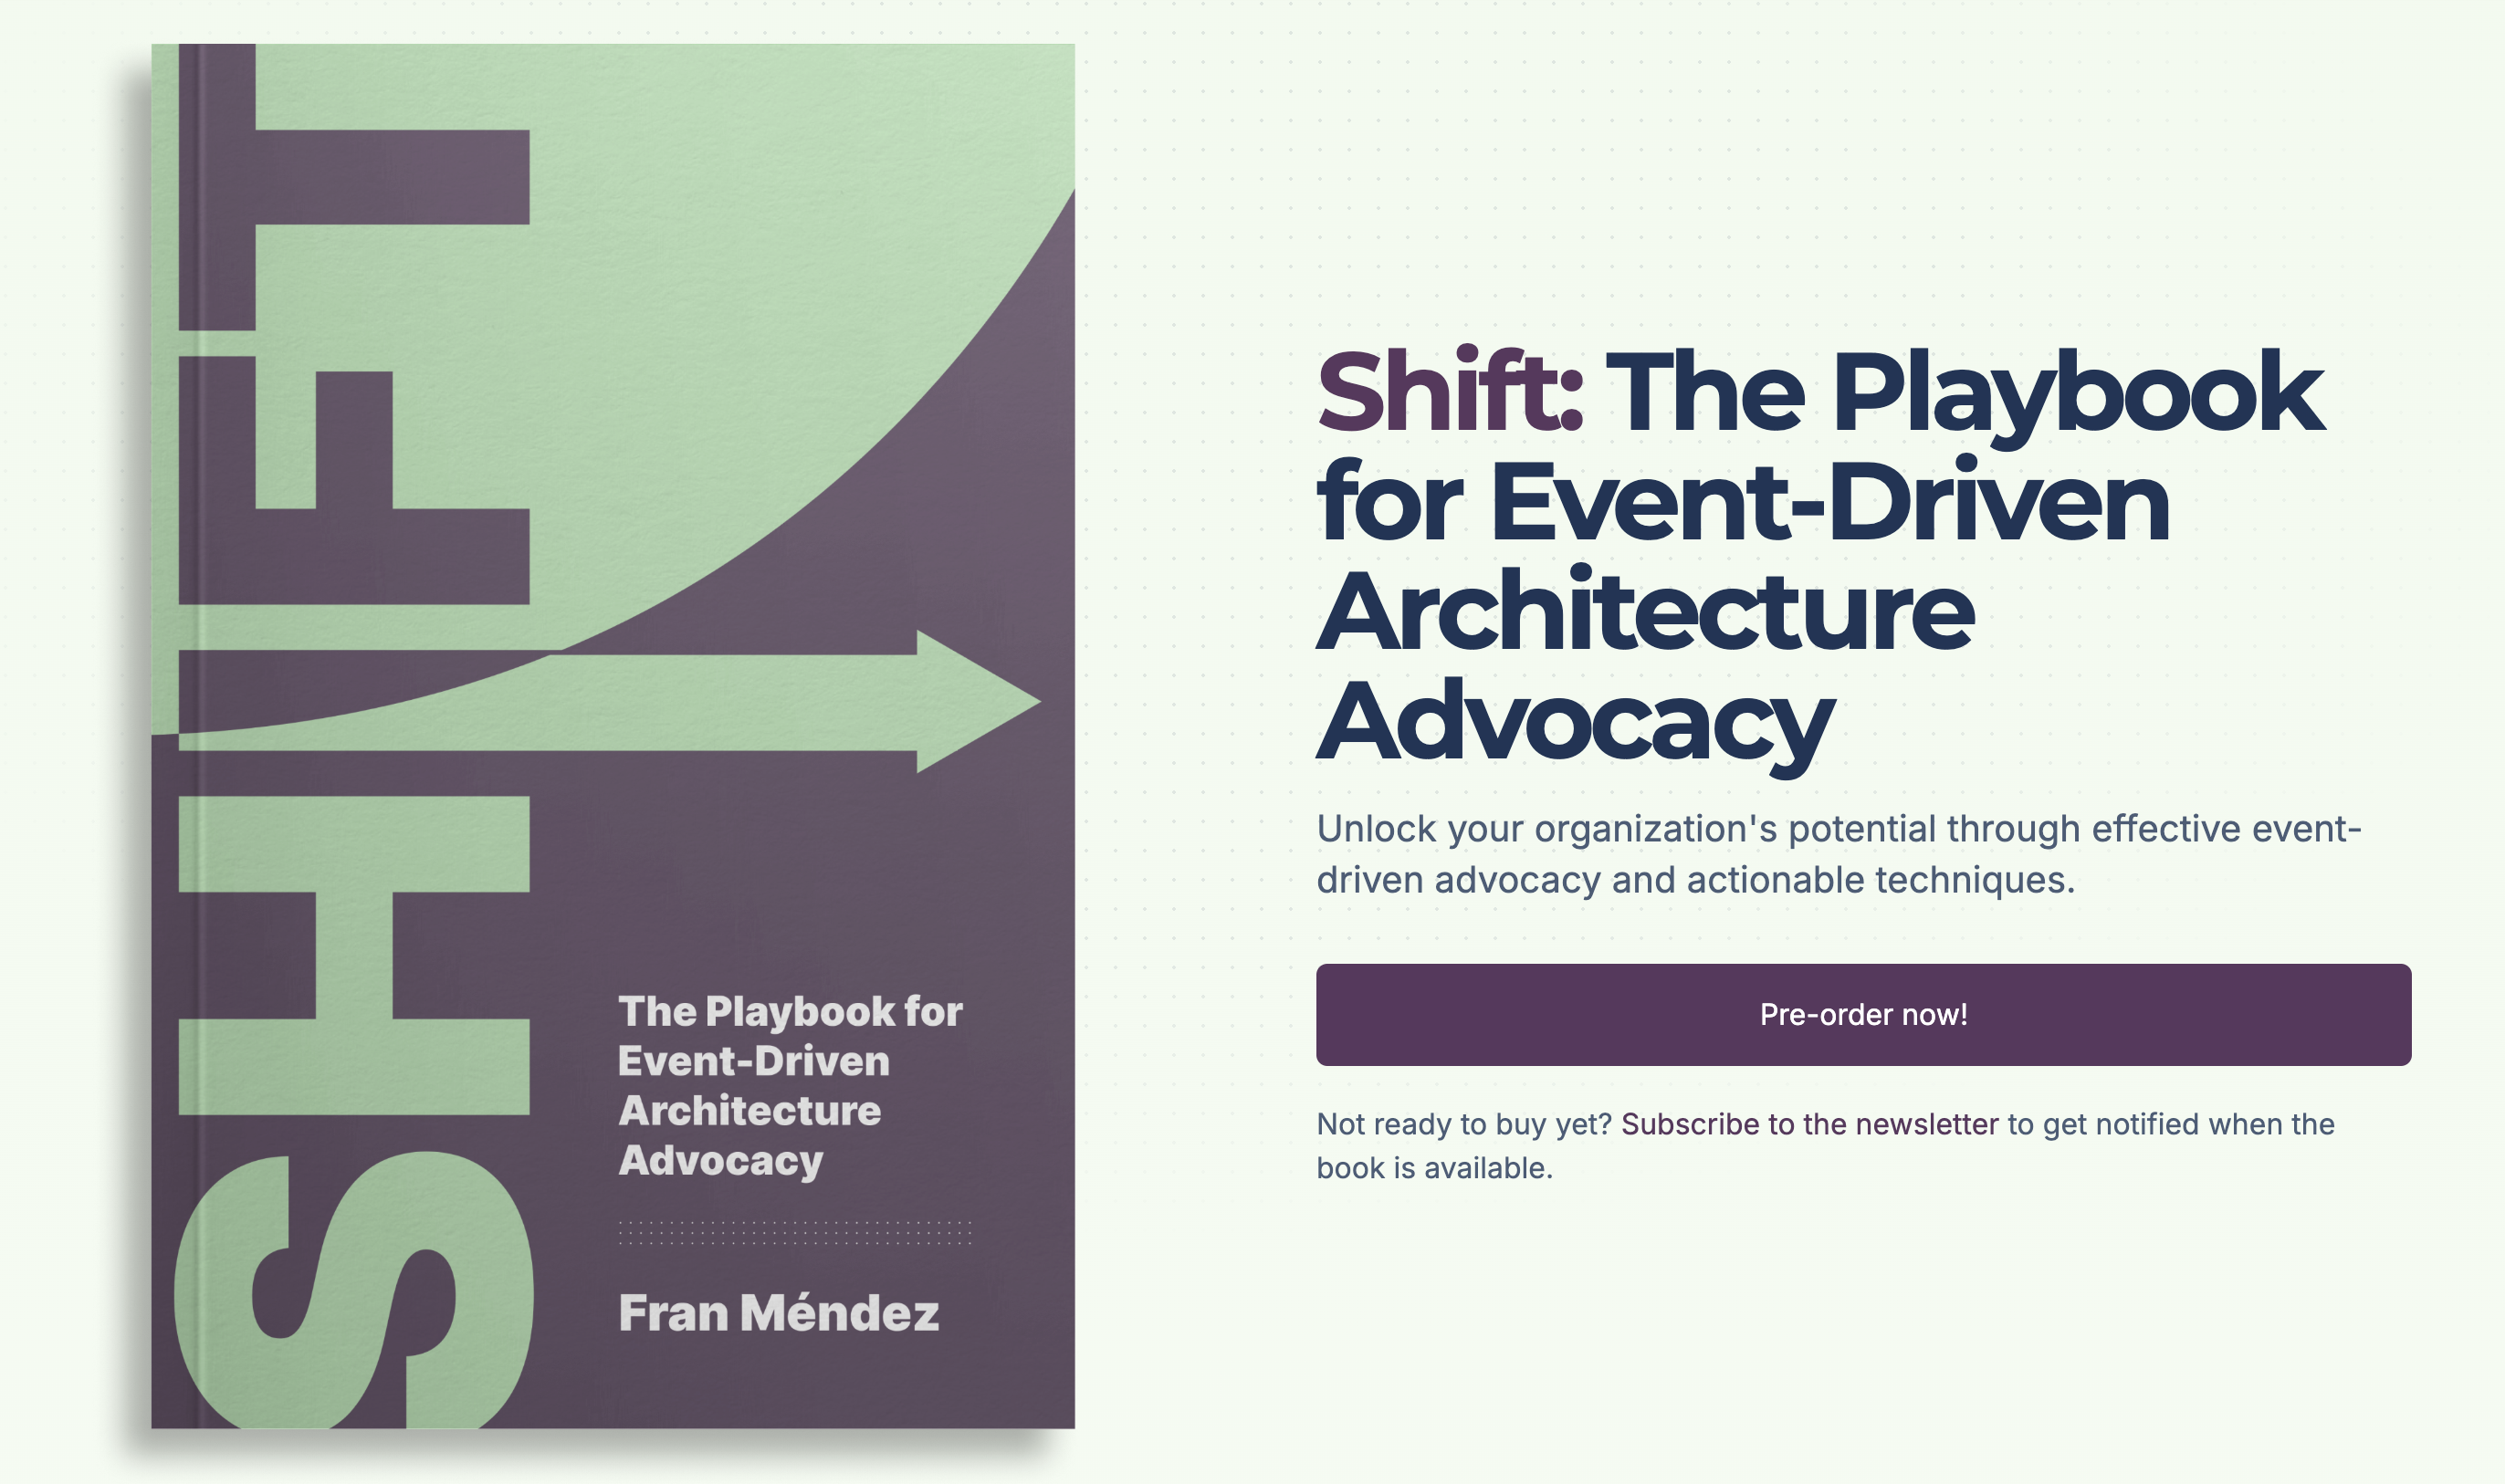 SHIFT
The Playbook for
Event-Driven
Architecture
Advocacy
Fran Méndez
Shift: The Playbook
for Event-Driven
Architecture
Advocacy
Unlock your organization's potential through effective event-
driven advocacy and actionable techniques.
Pre-order now!
Not ready to buy yet? Subscribe to the newsletter to get notified when the
book is available.